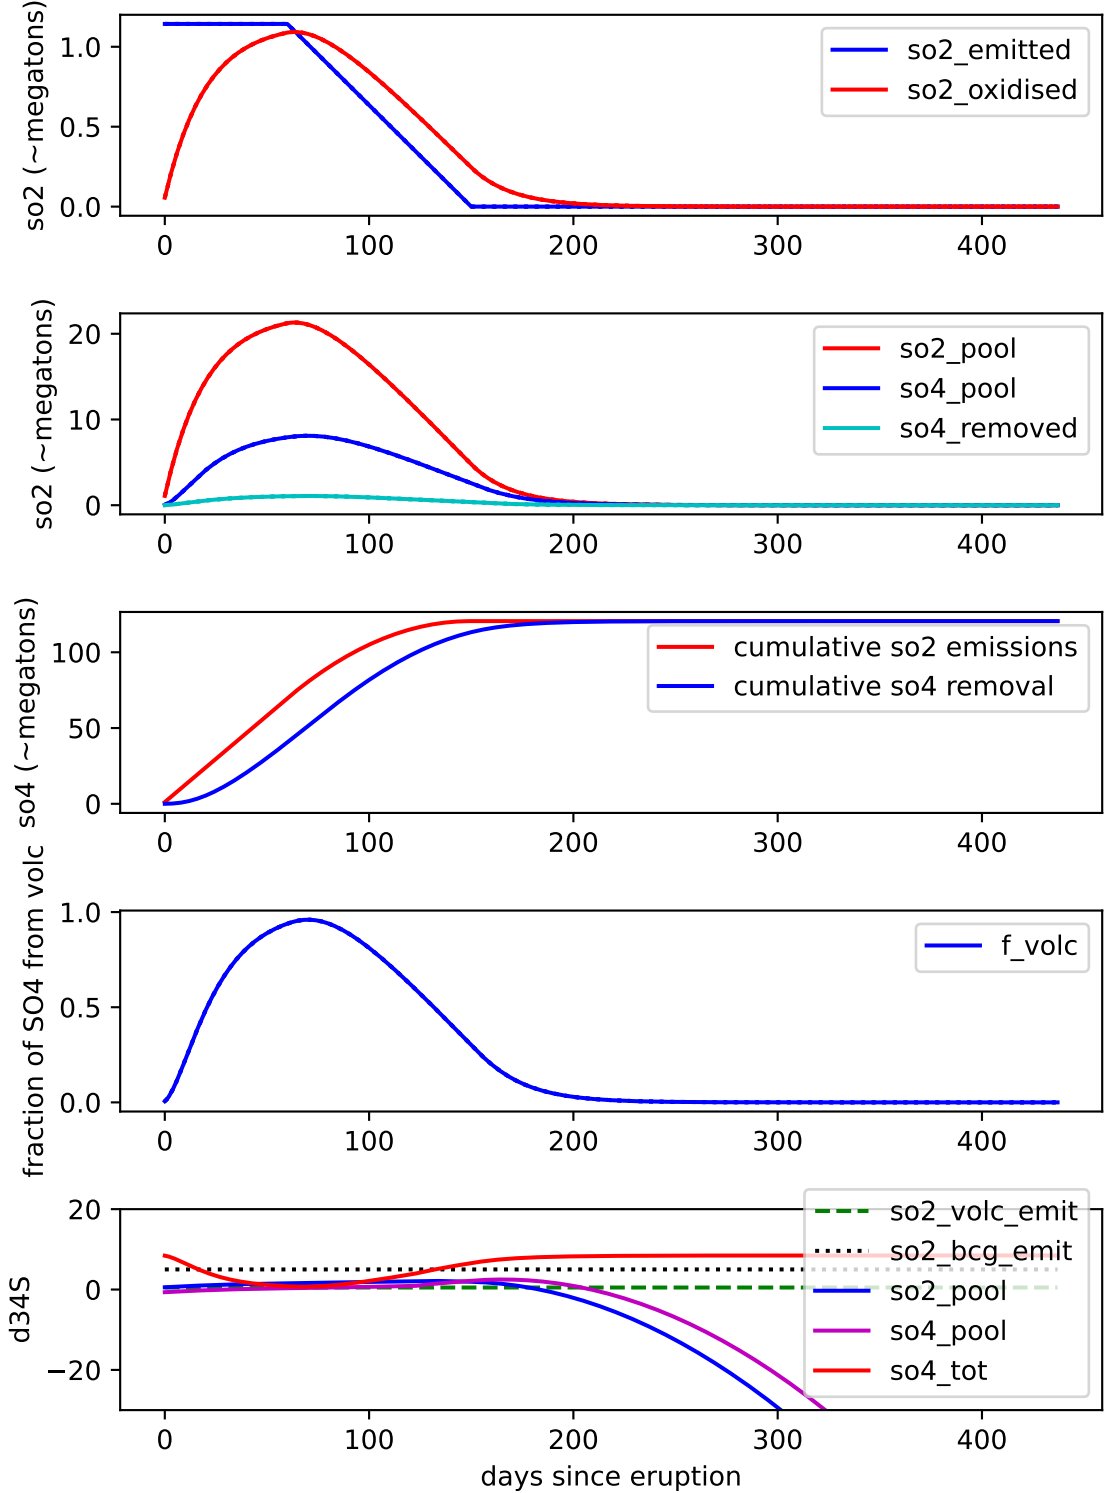 so2 (~megatons)
1.0
0.5
0.0
so2_emitted
so2_oxidised
0 100 200 300 400
so2 (~megatons)
20
10
0
so2_pool
so4_pool
so4_removed
0 100 200 300 400
so4 (~megatons)
100
50
0
cumulative so2 emissions
cumulative so4 removal
0 100 200 300 400
fraction of SO4 from volc
1.0
0.5
0.0
f_volc
0 100 200 300 400
d34S
20
0
−20
so2_volc_emit
so2_bcg_emit
so2_pool
so4_pool
so4_tot
0 100 200 300 400
days since eruption